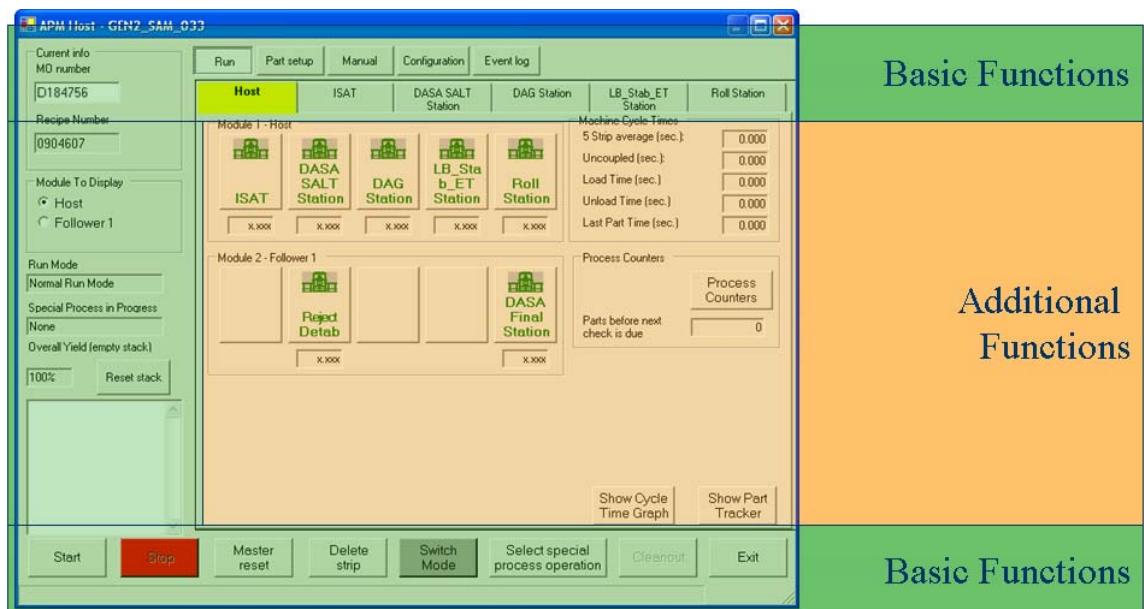 APM Host - GEN2_SAM_033
Current info
MO number
D184756
Recipe Number
0904607
Module To Display
Host
Follower 1
Run Mode
Normal Run Mode
Special Process in Progress
None
Overall Yield (empty stack)
100%
Reset stack
Run
Part setup
Manual
Configuration
Event log
Host
ISAT
DASA SALT
Station
DAG Station
LB_Stab_ET
Station
Roll Station
Module 1 - Host
ISAT
DASA
SALT
Station
DAG
Station
LB_Sta
b_ET
Station
Roll
Station
x.xxx
x.xxx
x.xxx
x.xxx
x.xxx
Machine Cycle Times
5 Strip average (sec.):
0.000
Uncoupled (sec.):
0.000
Load Time (sec.)
0.000
Unload Time (sec.)
0.000
Last Part Time (sec.)
0.000
Module 2 - Follower 1
Reject
Detab
DASA
Final
Station
x.xxx
x.xxx
Process Counters
Process
Counters
Parts before next
check is due
0
Show Cycle
Time Graph
Show Part
Tracker
Start
Stop
Master
reset
Delete
strip
Switch
Mode
Select special
process operation
Cleanout
Exit
Basic Functions
Additional
Functions
Basic Functions